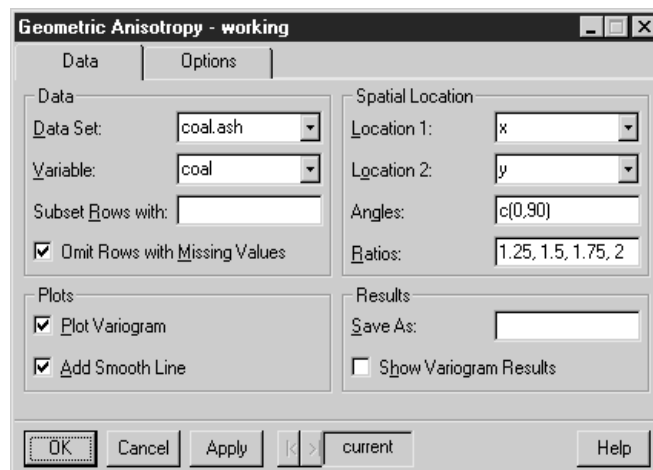 Geometric Anisotropy - working
Data
Options
Data
Data Set:
coal.ash
Variable:
coal
Subset Rows with:
Omit Rows with Missing Values
Spatial Location
Location 1:
x
Location 2:
y
Angles:
c(0,90)
Ratios:
1.25, 1.5, 1.75, 2
Plots
Plot Variogram
Add Smooth Line
Results
Save As:
Show Variogram Results
OK
Cancel
Apply
current
Help